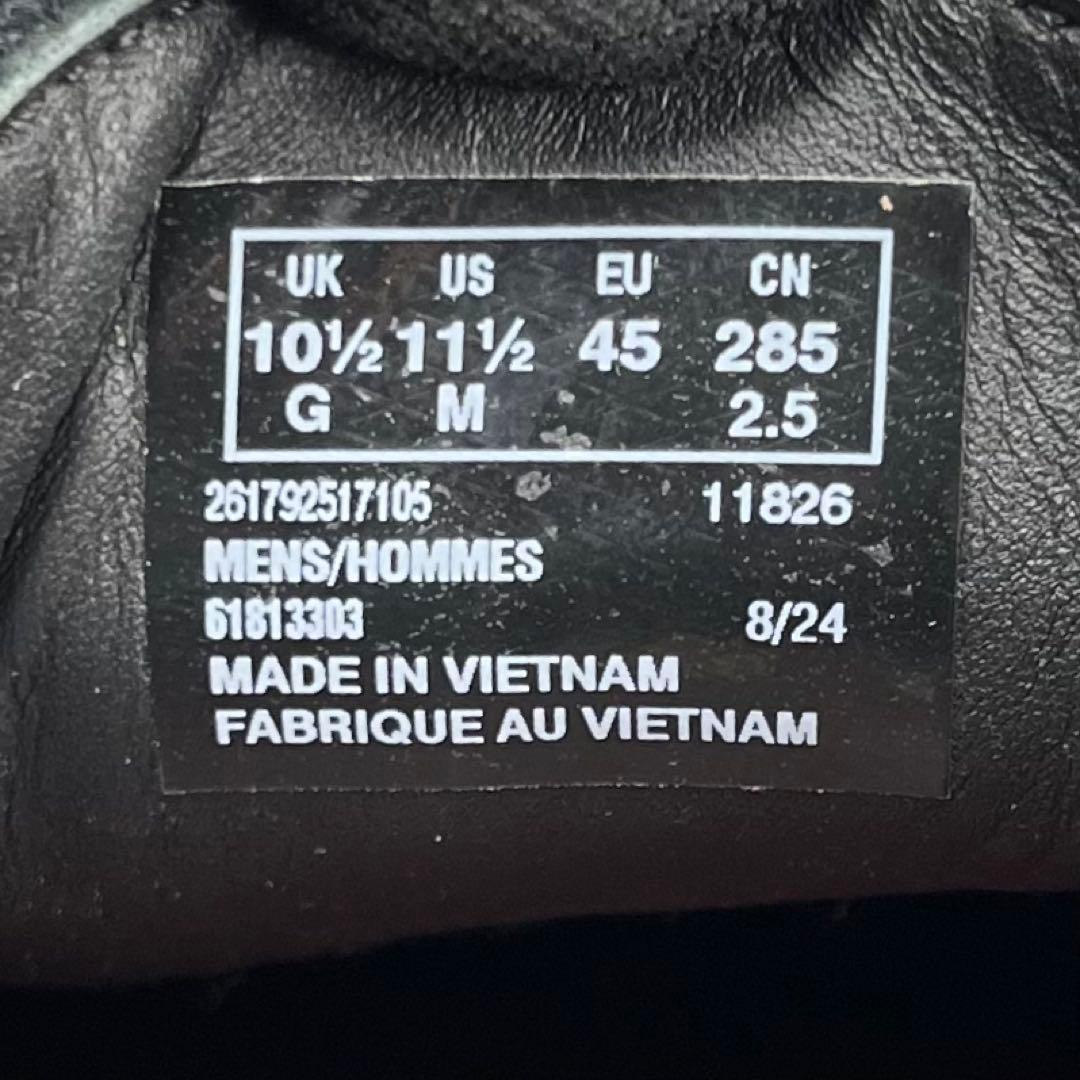 UK US EU CN
10½ 11½ 45 285
G M 2.5
261792517105 11826
MENS/HOMMES
61813303 8/24
MADE IN VIETNAM
FABRIQUE AU VIETNAM